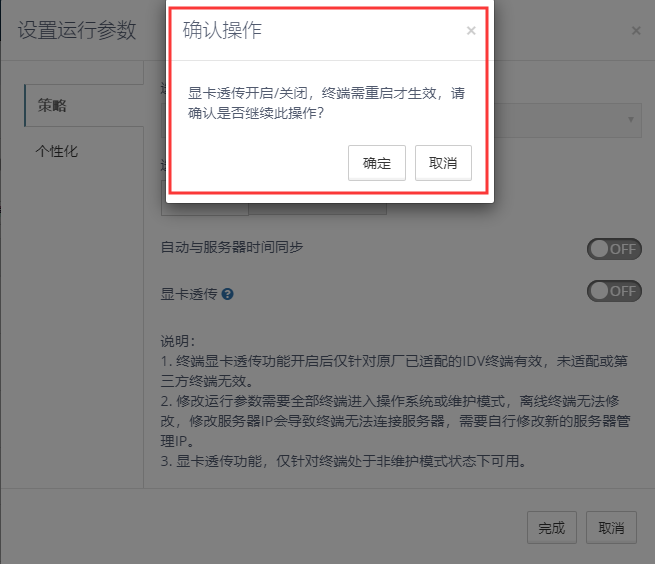 设置运行参数
×
确认操作
×
显卡透传开启/关闭，终端需重启才生效，请
确认是否继续此操作？
确定
取消
策略
个性化
自动与服务器时间同步
OFF
显卡透传
OFF
说明：
1. 终端显卡透传功能开启后仅针对原厂已适配的IDV终端有效，未适配或第
三方终端无效。
2. 修改运行参数需要全部终端进入操作系统或维护模式，离线终端无法修
改，修改服务器IP会导致终端无法连接服务器，需要自行修改新的服务器管
理IP。
3. 显卡透传功能，仅针对终端处于非维护模式状态下可用。
完成
取消